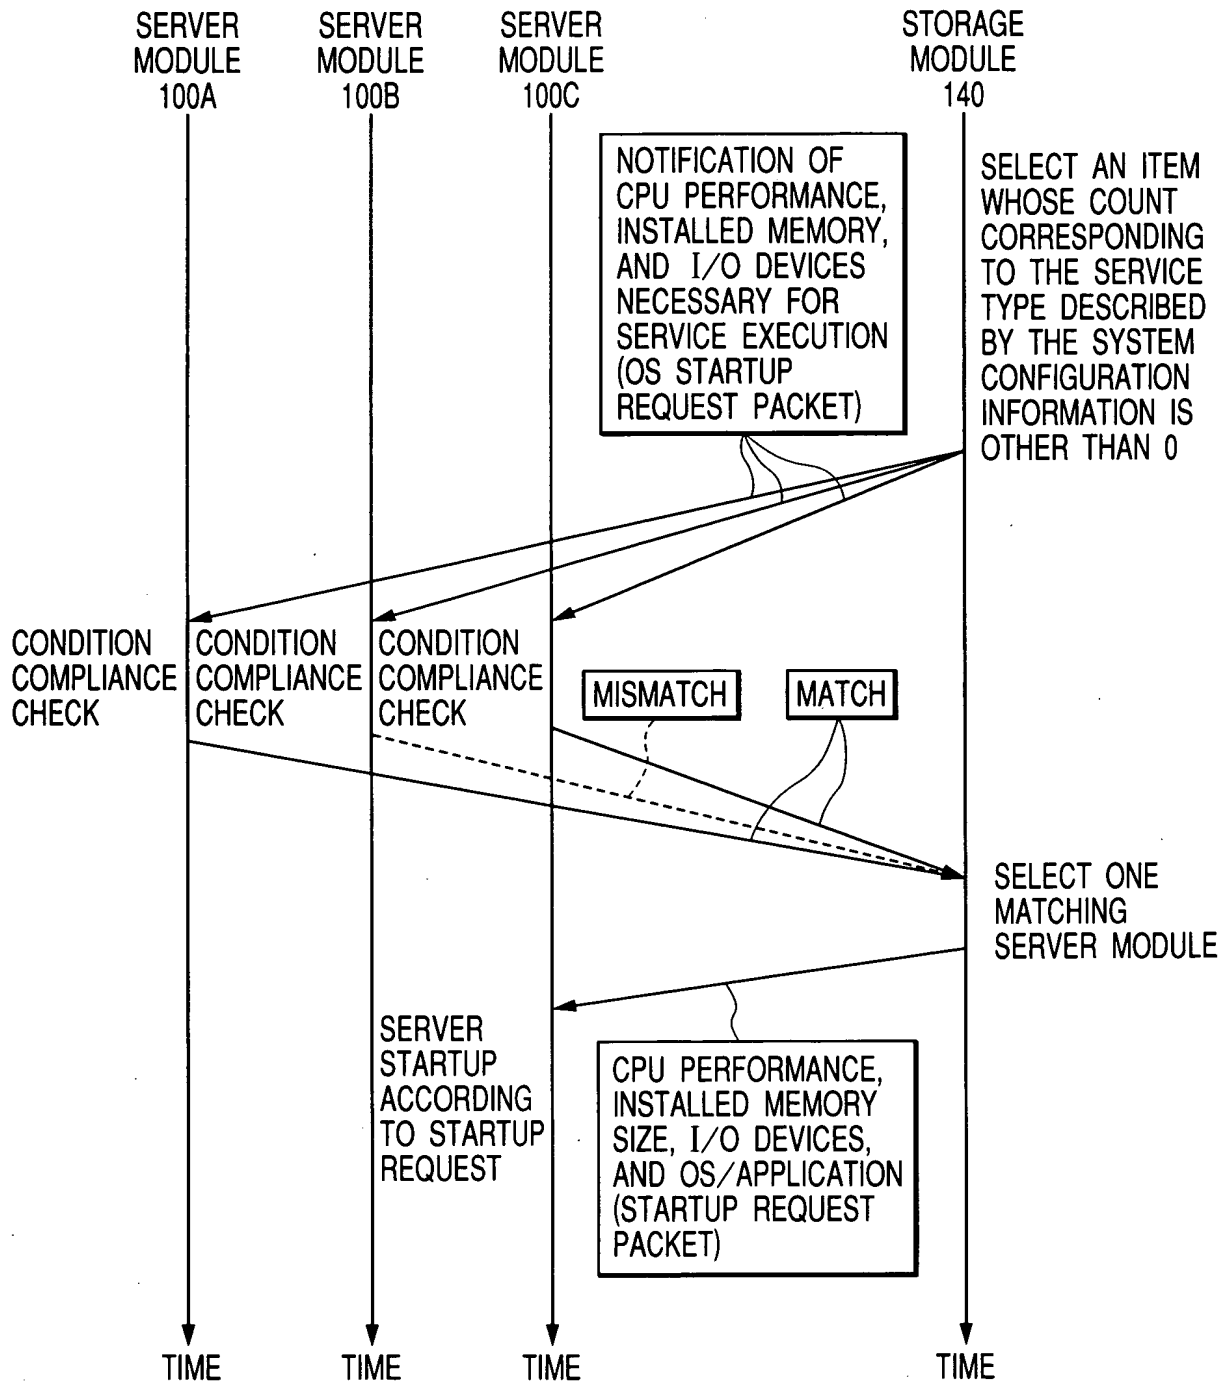 SERVER
MODULE
100A
SERVER
MODULE
100B
SERVER
MODULE
100C
STORAGE
MODULE
140
NOTIFICATION OF
CPU PERFORMANCE,
INSTALLED MEMORY,
AND I/O DEVICES
NECESSARY FOR
SERVICE EXECUTION
(OS STARTUP
REQUEST PACKET)
SELECT AN ITEM
WHOSE COUNT
CORRESPONDING
TO THE SERVICE
TYPE DESCRIBED
BY THE SYSTEM
CONFIGURATION
INFORMATION IS
OTHER THAN 0
CONDITION
COMPLIANCE
CHECK
CONDITION
COMPLIANCE
CHECK
CONDITION
COMPLIANCE
CHECK
MISMATCH
MATCH
SELECT ONE
MATCHING
SERVER MODULE
SERVER
STARTUP
ACCORDING
TO STARTUP
REQUEST
CPU PERFORMANCE,
INSTALLED MEMORY
SIZE, I/O DEVICES,
AND OS/APPLICATION
(STARTUP REQUEST
PACKET)
TIME
TIME
TIME
TIME